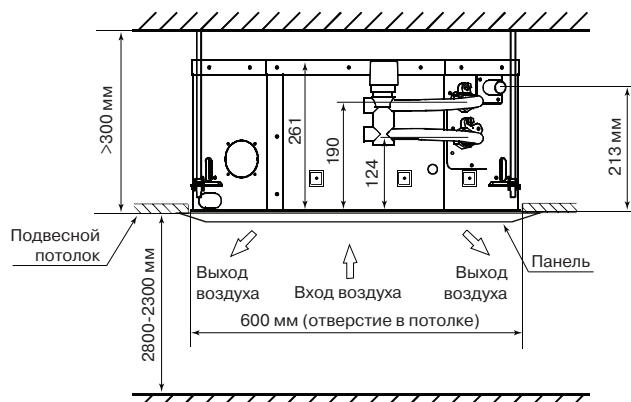 >300 мм
261
190
124
213 мм
Подвесной
потолок
2800-2300 мм
Выход
воздуха
Вход воздуха
Выход
воздуха
Панель
600 мм (отверстие в потолке)